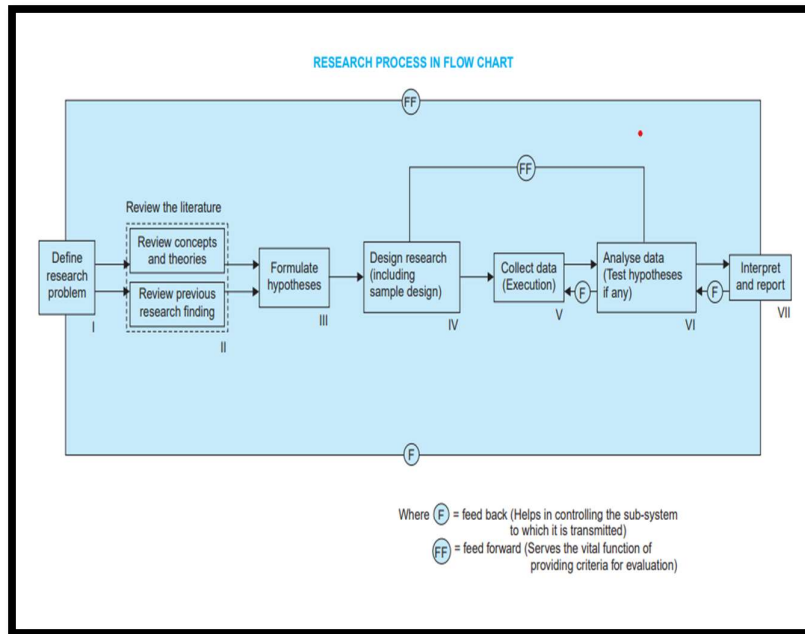 RESEARCH PROCESS IN FLOW CHART
FF
FF
Review the literature
Define
research
problem
I
Review concepts
and theories
Review previous
research finding
II
Formulate
hypotheses
III
Design research
(including
sample design)
IV
Collect data
(Execution)
V
F
Analyse data
(Test hypotheses
if any)
VI
F
Interpret
and report
VII
F
Where F = feed back (Helps in controlling the sub-system
to which it is transmitted)
FF = feed forward (Serves the vital function of
providing criteria for evaluation)